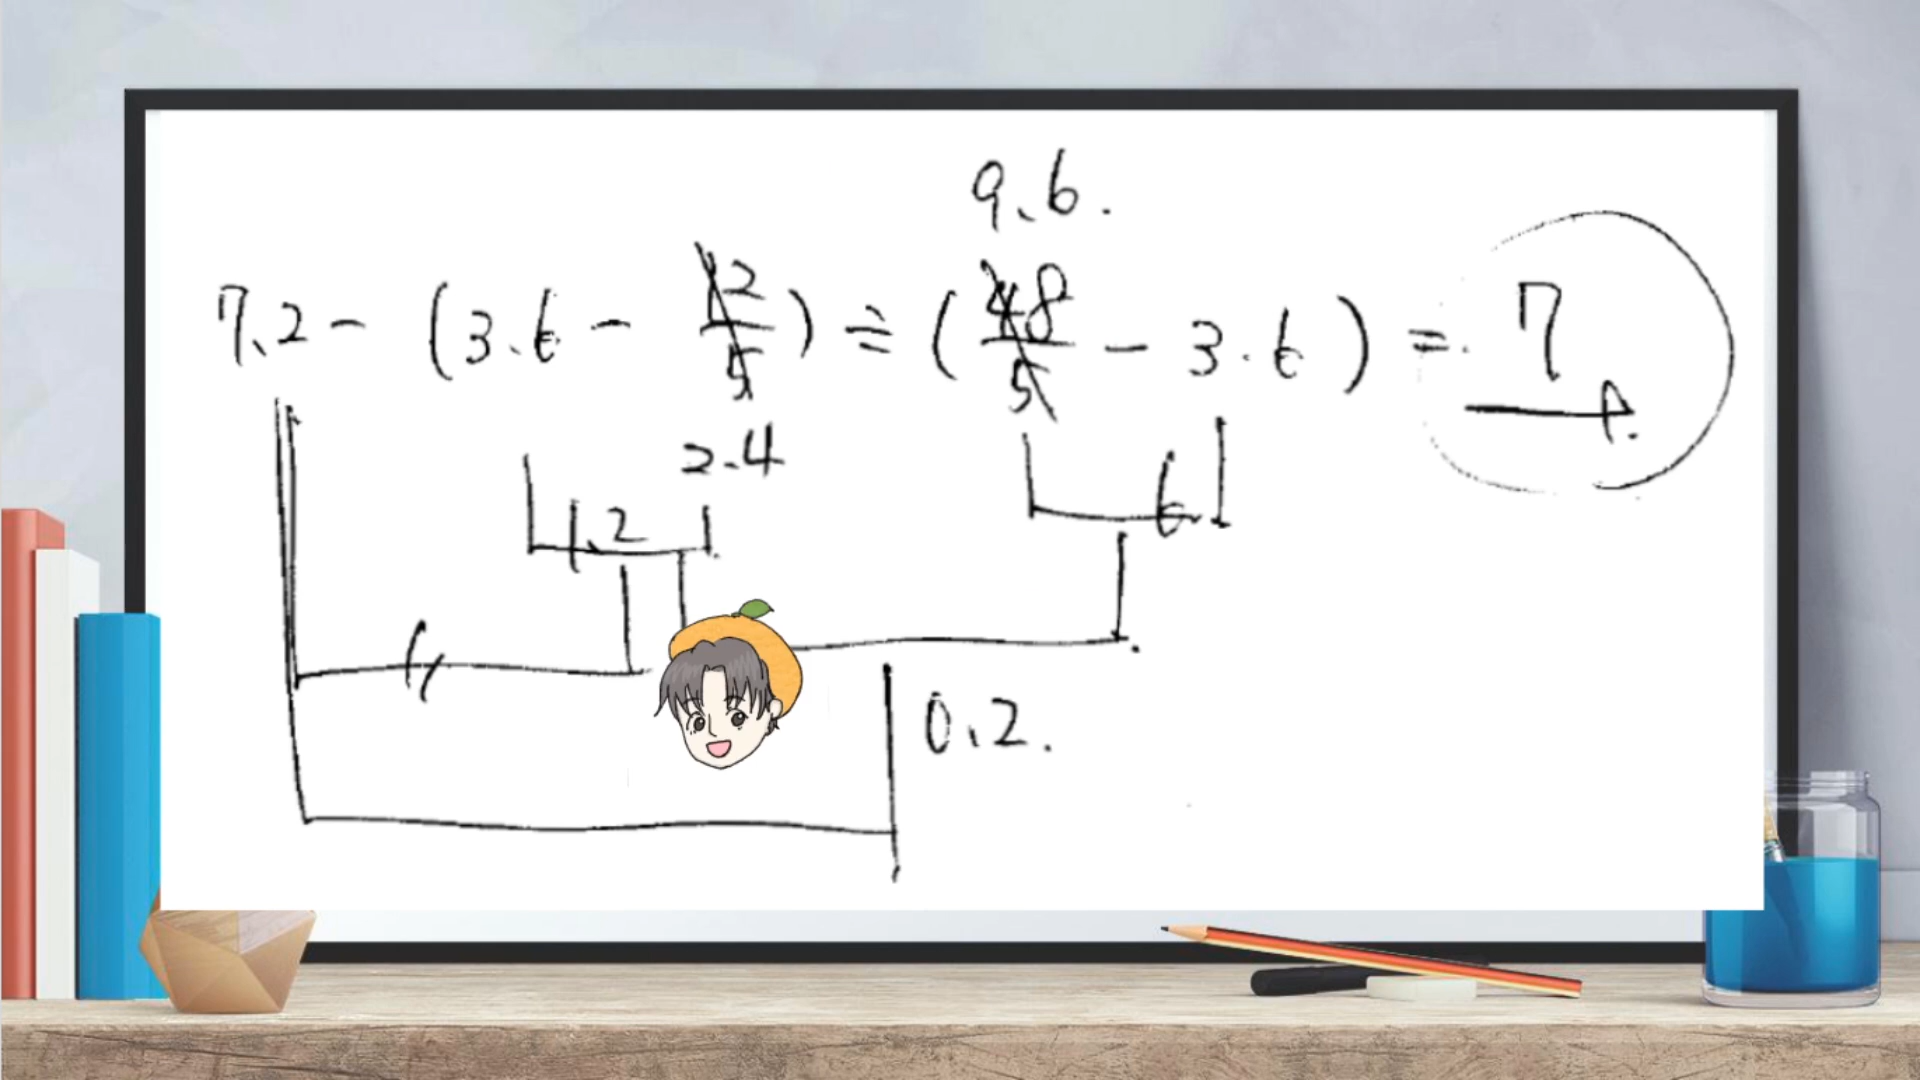 9.6.
7.2 - (3.6 - 12/5) ÷ (48/5 - 3.6) = 7
2.4
1.2 6
0.2.